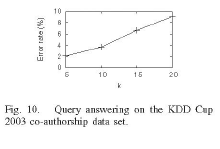 10
8
6
4
2
0
Error rate (%)
5 10 15 20
k
Fig. 10. Query answering on the KDD Cup
2003 co-authorship data set.